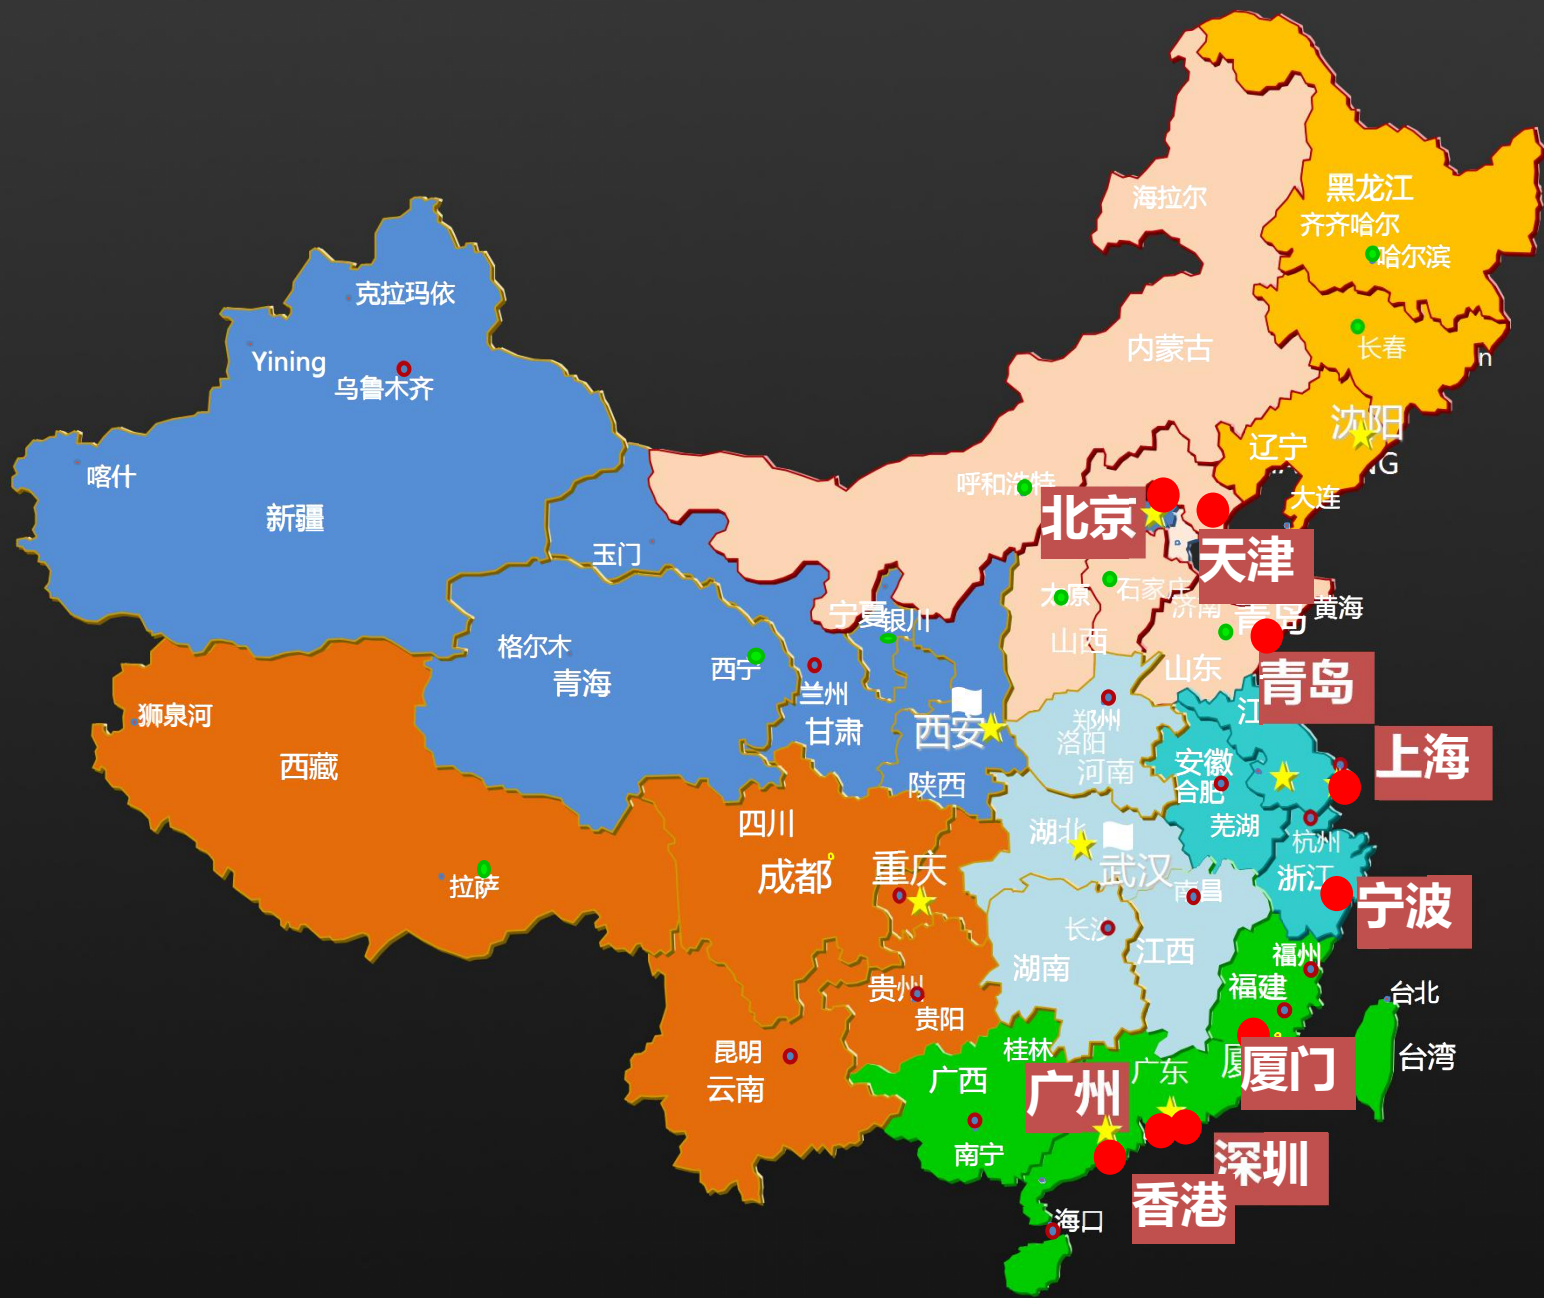 黑龙江
海拉尔
齐齐哈尔
哈尔滨
克拉玛依
内蒙古
长春
n
Yining
乌鲁木齐
沈阳
辽宁
NG
喀什
呼和浩特
大连
新疆
北京
玉门
天津
太原
石家庄
济南
黄海
宁夏
银川
青岛
格尔木
山西
西宁
山东
青海
青岛
兰州
狮泉河
郑州
江
甘肃
西安
洛阳
西藏
河南
安徽
上海
陕西
合肥
四川
湖北
芜湖
杭州
成都
重庆
武汉
浙江
拉萨
南昌
宁波
长沙
江西
福州
湖南
贵州
福建
台北
贵阳
昆明
桂林
台湾
云南
广西
广东
厦
厦门
广州
南宁
深圳
香港
海口